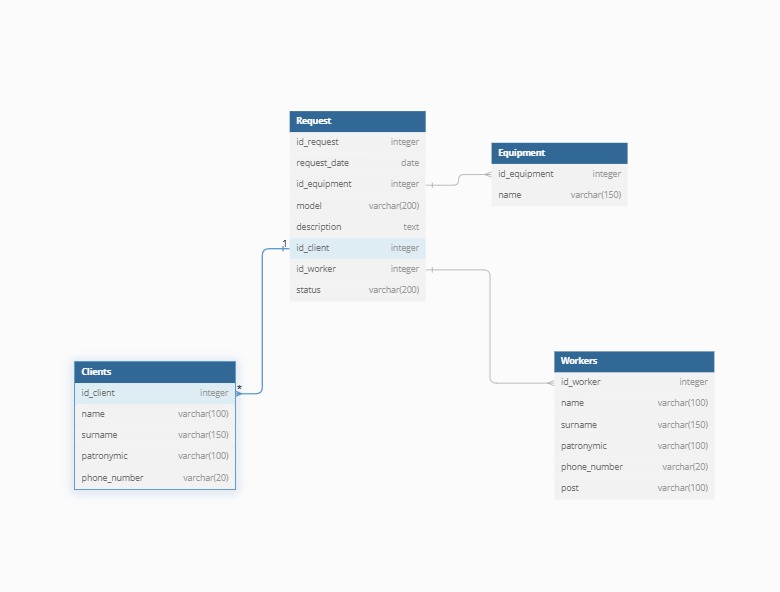 Request
id_request integer
request_date date
id_equipment integer
model varchar(200)
description text
id_client integer
id_worker integer
status varchar(200)
1
Equipment
id_equipment integer
name varchar(150)
Clients
id_client integer
name varchar(100)
surname varchar(150)
patronymic varchar(100)
phone_number varchar(20)
*
Workers
id_worker integer
name varchar(100)
surname varchar(150)
patronymic varchar(100)
phone_number varchar(20)
post varchar(100)